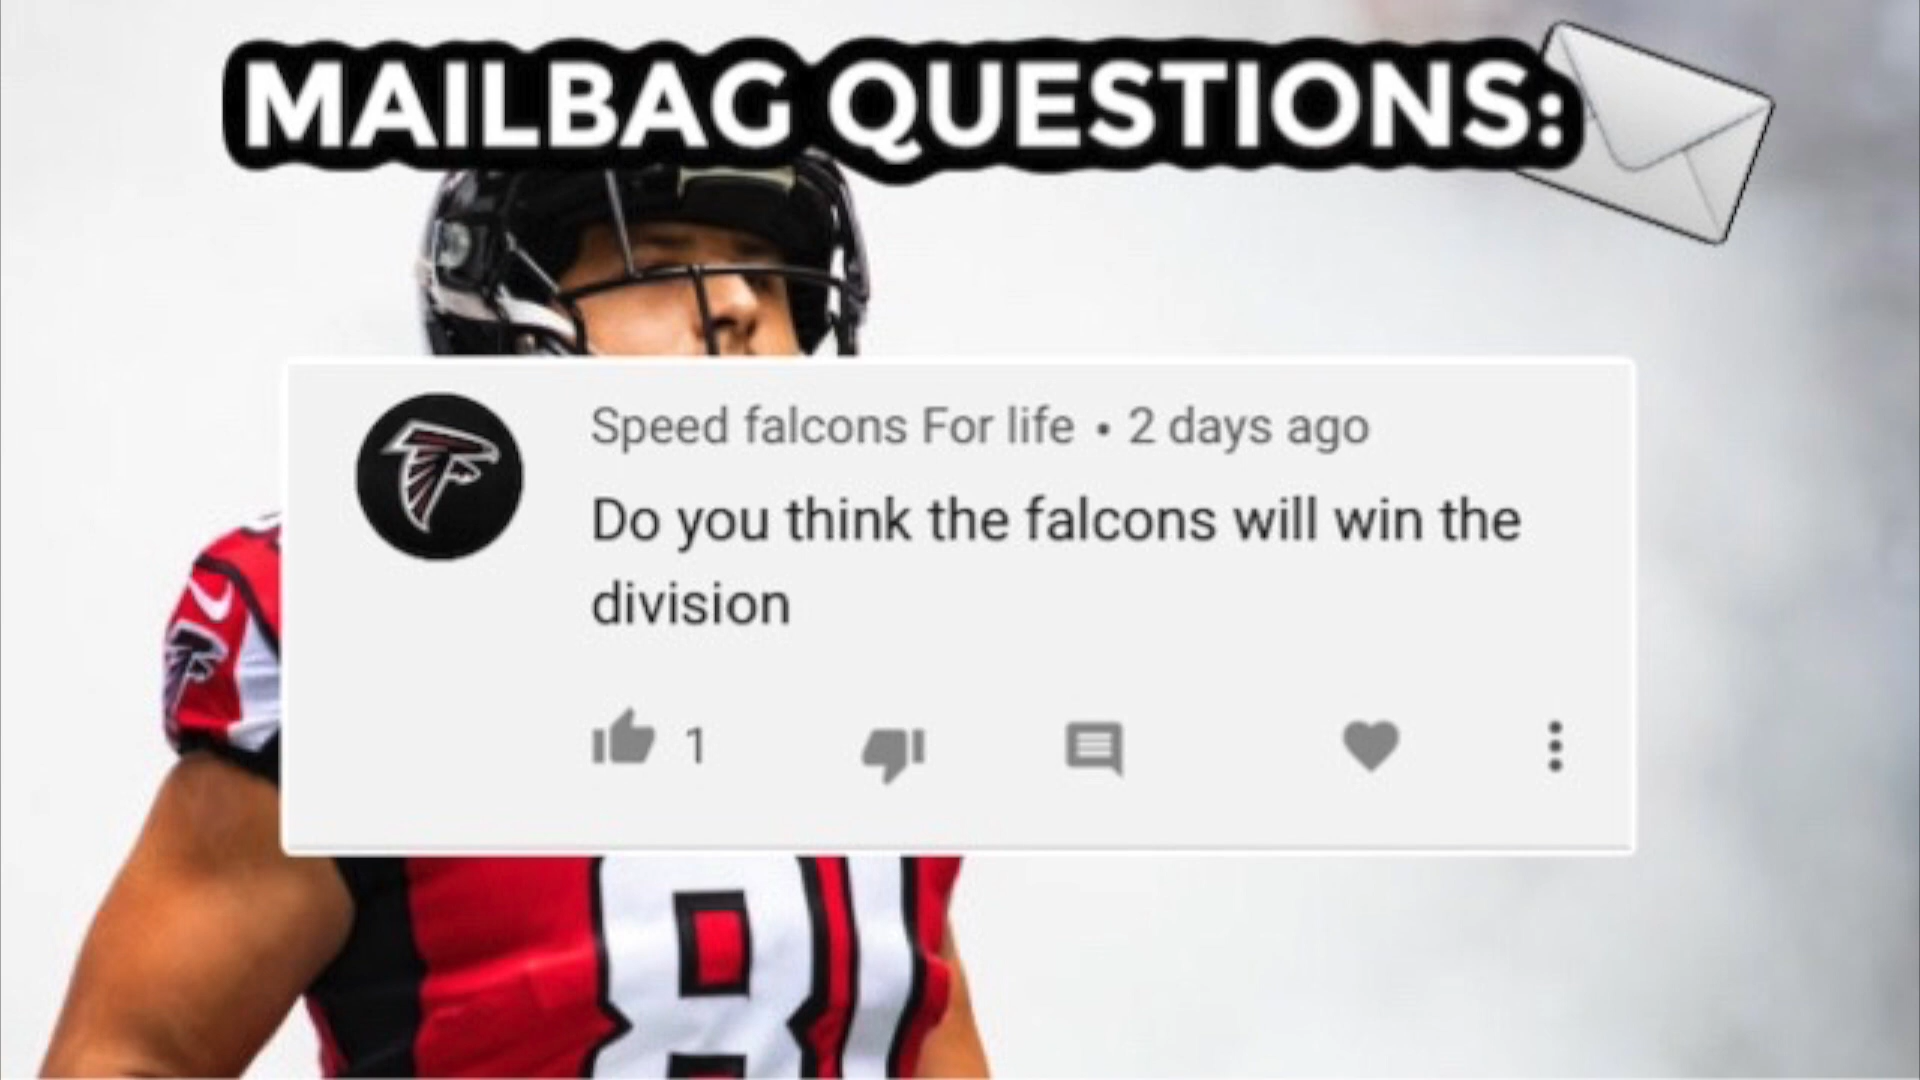 MAILBAG QUESTIONS:
Speed falcons For life • 2 days ago
Do you think the falcons will win the
division
1
8